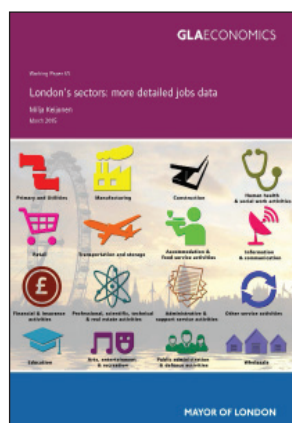 GLAECONOMICS
Working Paper
London's sectors: more detailed jobs data
Milja Keijonen
March 2015
Primary and Utilities
Manufacturing
Construction
Human health
& social work activities
Retail
Transportation and storage
Accommodation &
food service activities
Information
& communication
£
Financial & insurance
activities
Professional, scientific, technical
& real estate activities
Administration &
support service activities
Other service activities
Education
Arts, entertainment
& recreation
Public administration
& defence activities
Wholesale
MAYOR OF LONDON